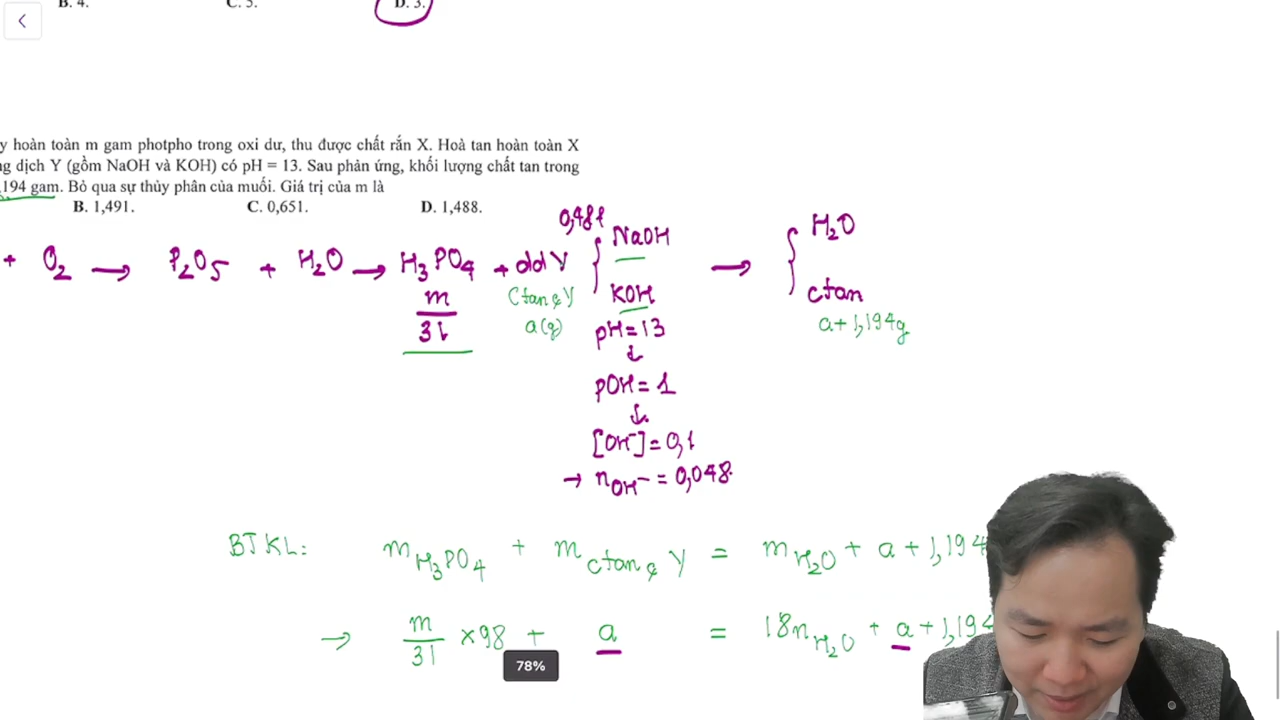 B. 4. C. 5. D. 3.
y hoàn toàn m gam photpho trong oxi dư, thu được chất rắn X. Hoà tan hoàn toàn X
g dịch Y (gồm NaOH và KOH) có pH = 13. Sau phản ứng, khối lượng chất tan trong
,194 gam. Bỏ qua sự thủy phân của muối. Giá trị của m là
B. 1,491. C. 0,651. D. 1,488.
+ O₂ → P₂O₅ + H₂O → H₃PO₄ + dd Y { NaOH → { H₂O
0,48l
m/31
Ctan ɕ Y
a(g)
KOH
ctan
a + 1,194g
pH = 13
↓
pOH = 1
↓
[OH⁻] = 0,1
→ nOH⁻ = 0,048.
BTKL: mH₃PO₄ + mctan ɕ Y = mH₂O + a + 1,194
→ m/31 × 98 + a = 18nH₂O + a + 1,194
78%